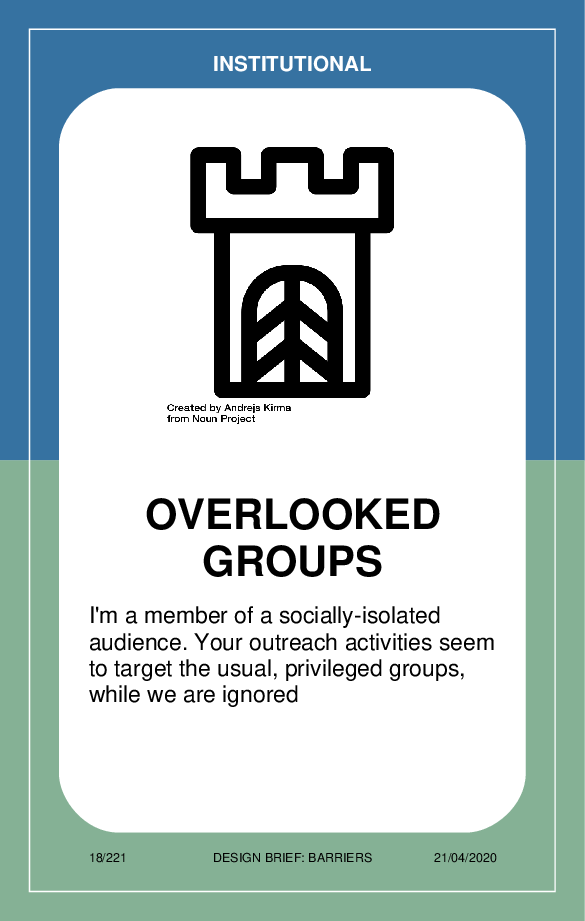 INSTITUTIONAL
Created by Andrejs Kirma
from Noun Project
OVERLOOKED
GROUPS
I'm a member of a socially-isolated
audience. Your outreach activities seem
to target the usual, privileged groups,
while we are ignored
18/221 DESIGN BRIEF: BARRIERS 21/04/2020